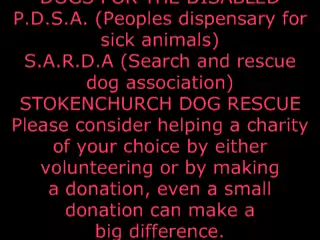 DOGS FOR THE DISABLED
P.D.S.A. (Peoples dispensary for
sick animals)
S.A.R.D.A (Search and rescue
dog association)
STOKENCHURCH DOG RESCUE
Please consider helping a charity
of your choice by either
volunteering or by making
a donation, even a small
donation can make a
big difference.